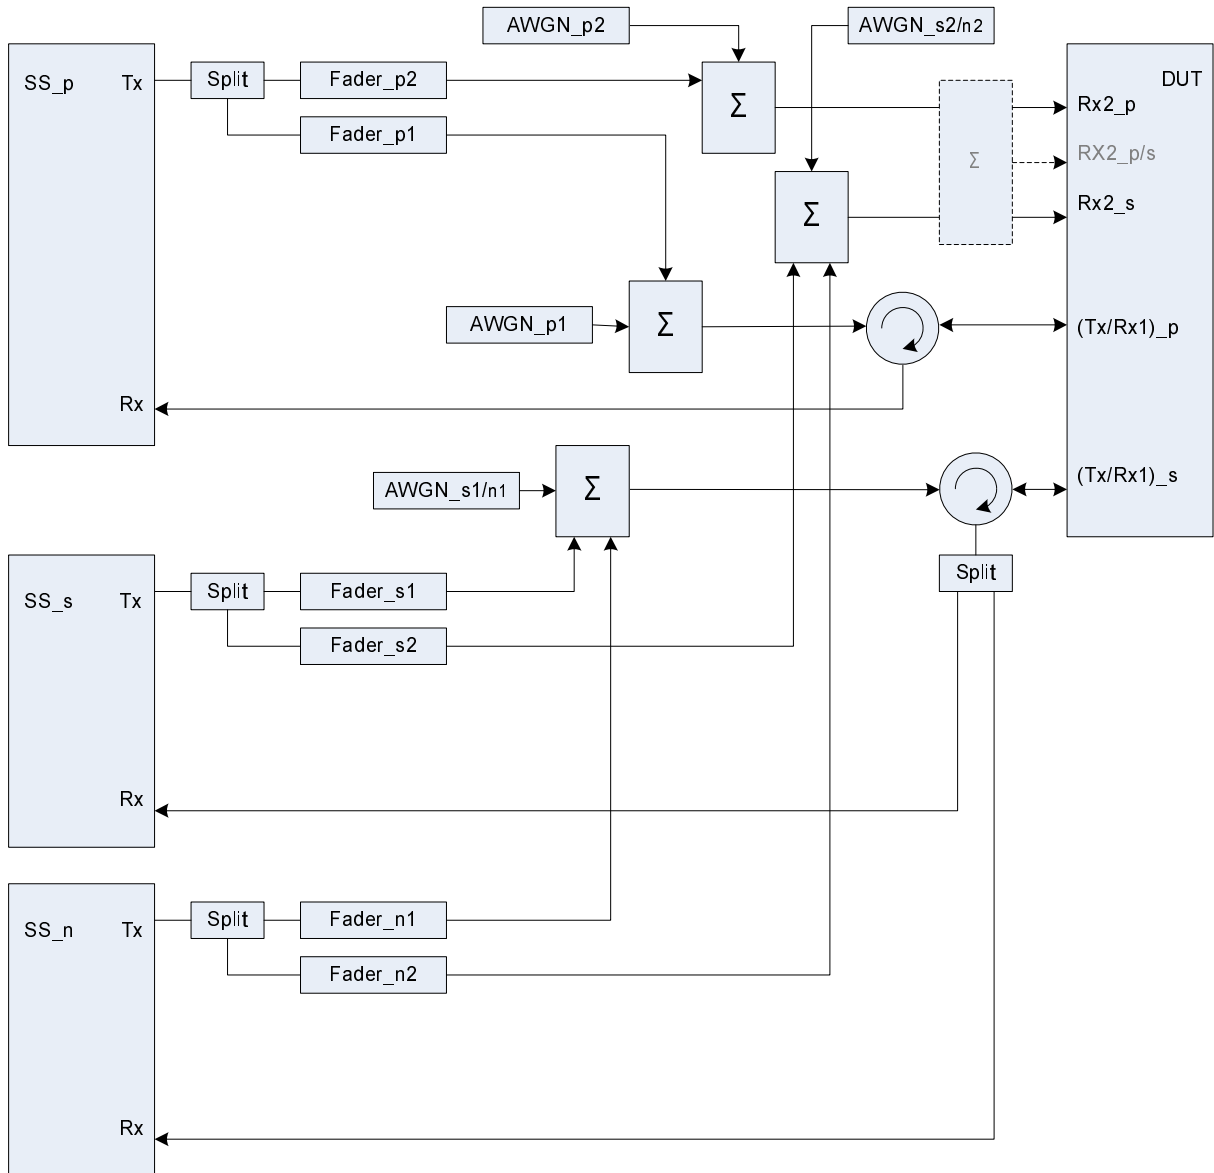 AWGN_p2
AWGN_s2/n2
SS_p
Tx
Split
Fader_p2
Σ
DUT
Rx2_p
Fader_p1
Σ
RX2_p/s
Σ
Rx2_s
AWGN_p1
Σ
(Tx/Rx1)_p
Rx
AWGN_s1/n1
Σ
(Tx/Rx1)_s
Split
SS_s
Tx
Split
Fader_s1
Fader_s2
Rx
SS_n
Tx
Split
Fader_n1
Fader_n2
Rx